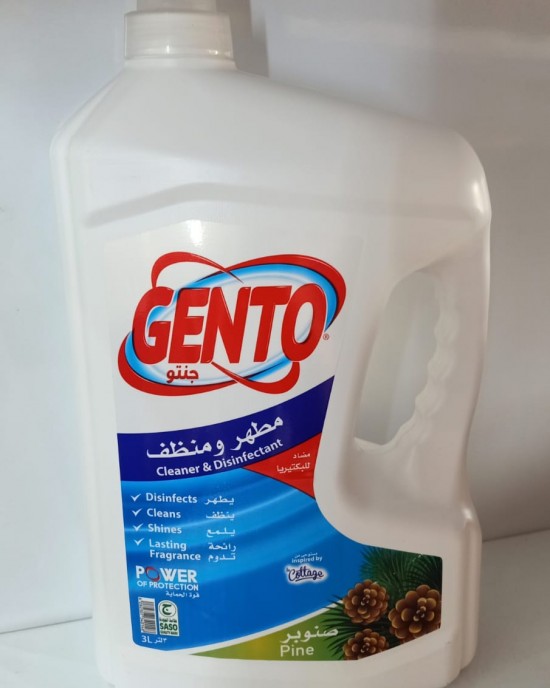 GENTO®
جنتو
مطهر ومنظف
Cleaner & Disinfectant
مضاد
للبكتيريا
Disinfects يطهر
Cleans ينظف
Shines يلمع
Lasting رائحة
Fragrance تدوم
Inspired by
Cottage
POWER
OF PROTECTION
قوة الحماية
SASO
3L ٣لتر
صنوبر
Pine